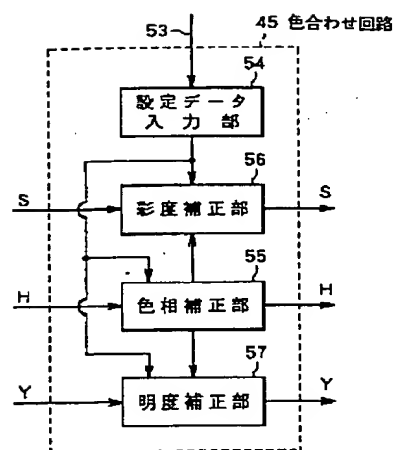 53
45 色合わせ回路
54
設定データ
入力部
56
S
彩度補正部
S
55
H
色相補正部
H
57
Y
明度補正部
Y